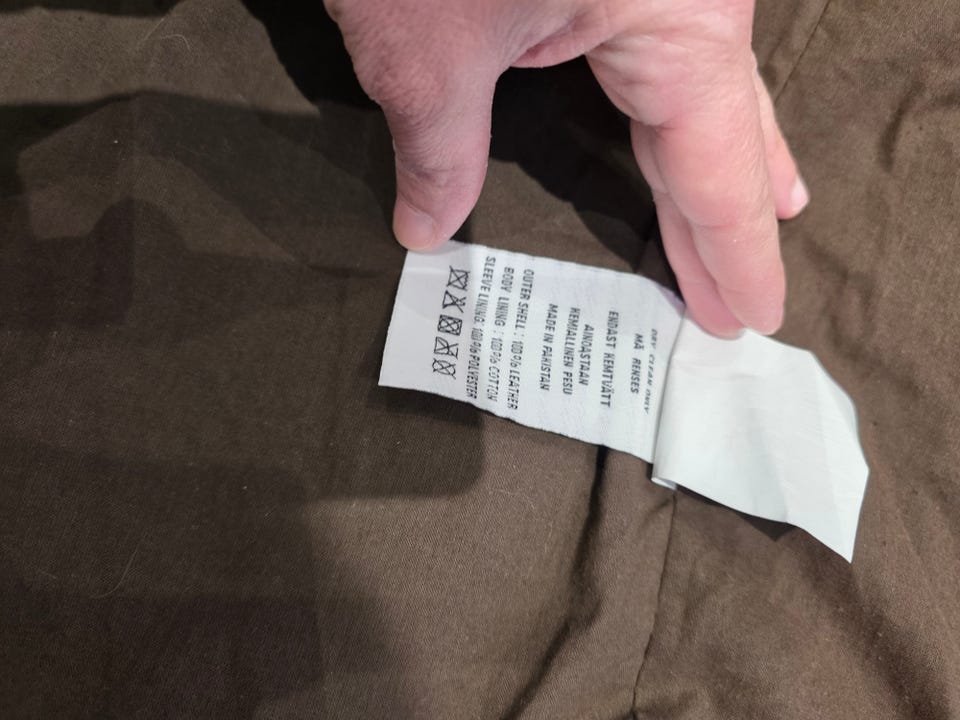 DRY CLEAN ONLY
MÅ RENSES
ENDAST KEMTVÄTT
AINOASTAAN
KEMIALLINEN PESU
MADE IN PAKISTAN
OUTER SHELL : 100% LEATHER
BODY LINING : 100% COTTON
SLEEVE LINING: 100% POLYESTER